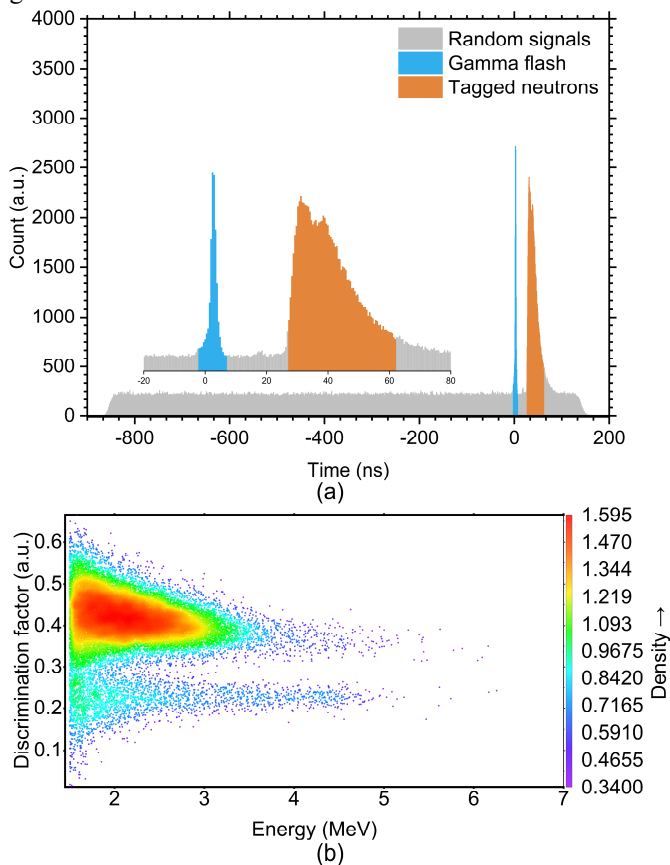 4000
3500
3000
2500
2000
1500
1000
500
0
Count (a.u.)
Random signals
Gamma flash
Tagged neutrons
-20 0 20 40 60 80
-800 -600 -400 -200 0 200
Time (ns)
(a)
0.6
0.5
0.4
0.3
0.2
0.1
Discrimination factor (a.u.)
2 3 4 5 6 7
Energy (MeV)
1.595
1.470
1.344
1.219
1.093
0.9675
0.8420
0.7165
0.5910
0.4655
0.3400
Density →
(b)